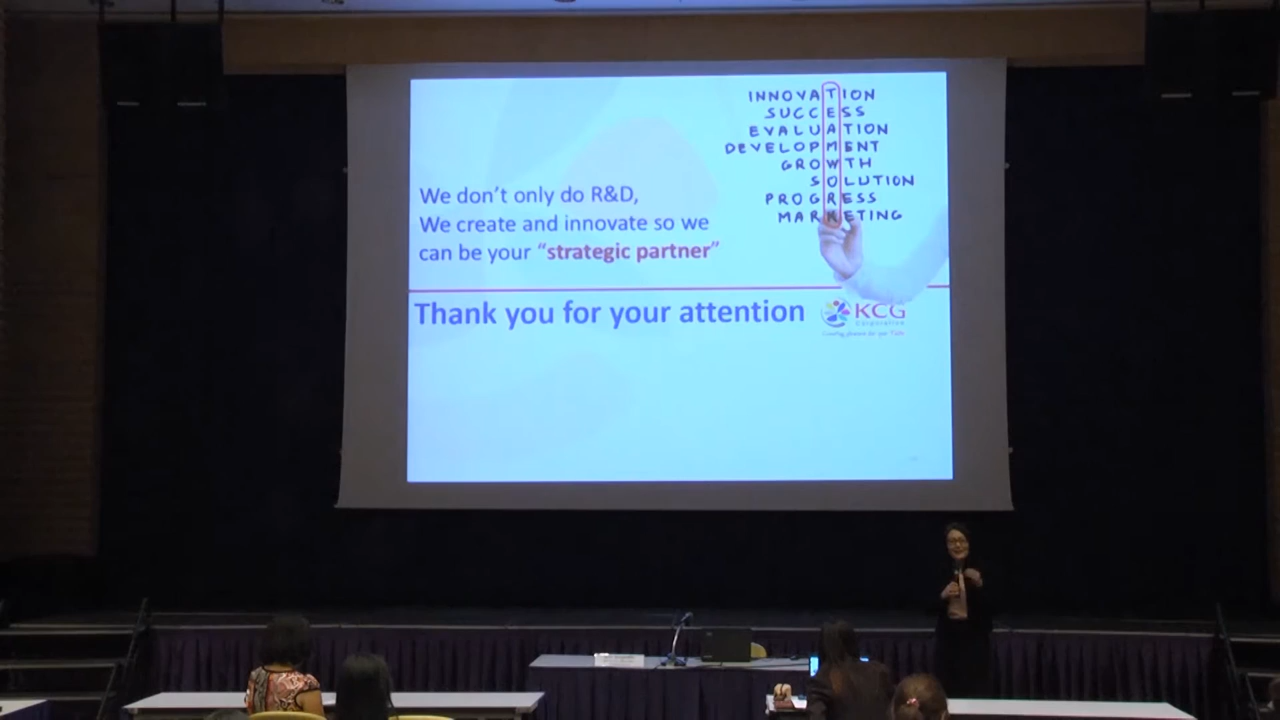 INNOVATION
SUCCESS
EVALUATION
DEVELOPMENT
GROWTH
SOLUTION
PROGRESS
MARKETING
We don't only do R&D,
We create and innovate so we
can be your “strategic partner”
Thank you for your attention
KCG
Corporation